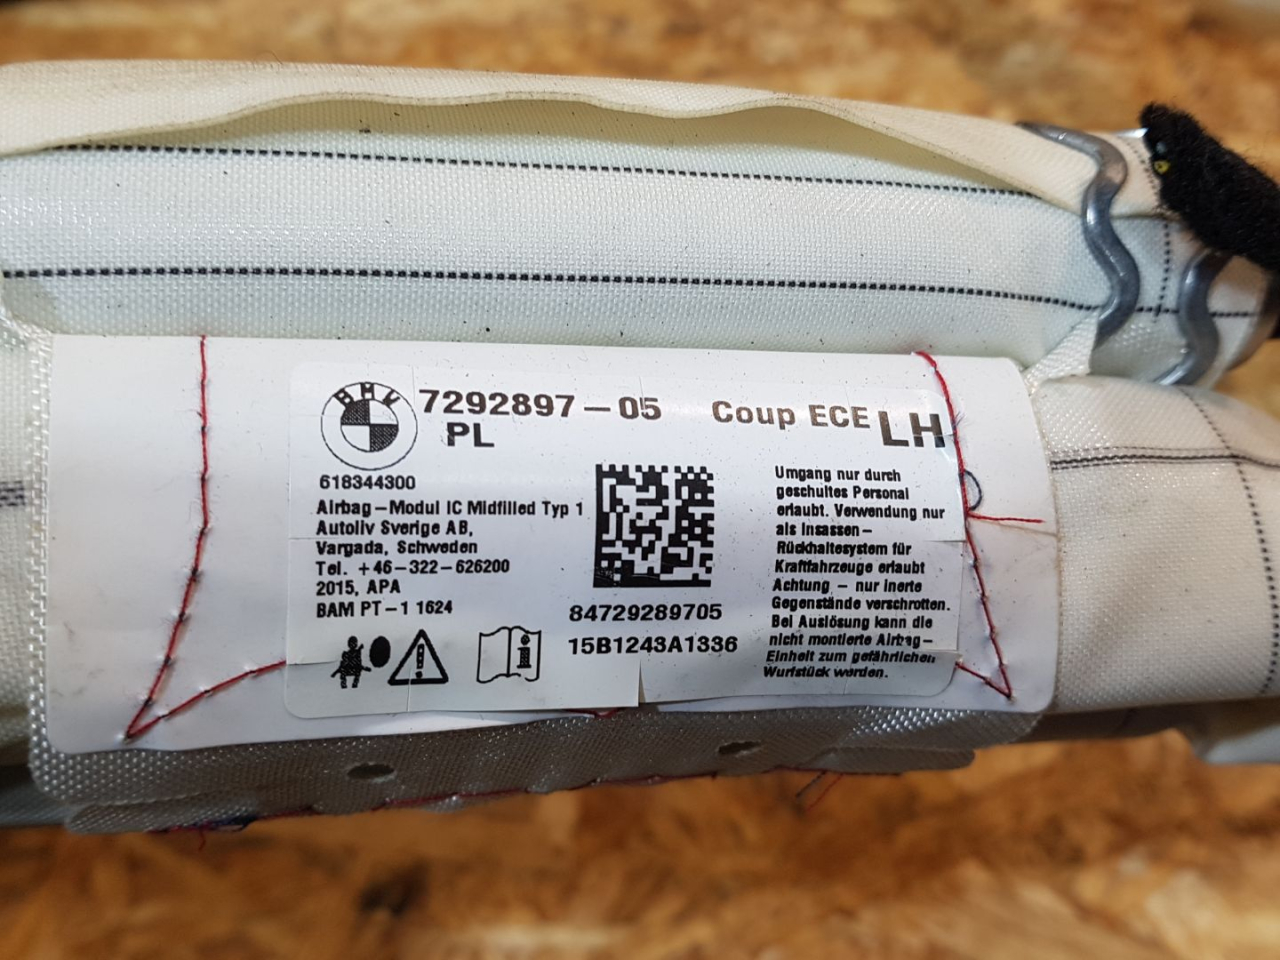 BMW
7292897-05 Coup ECE LH
PL
618344300
Airbag-Modul IC Midfilled Typ 1
Autoliv Sverige AB,
Vargada, Schweden
Tel. +46-322-626200
2015, APA
BAM PT-1 1624
84729289705
15B1243A1336
Umgang nur durch
geschultes Personal
erlaubt. Verwendung nur
als Insassen-
Rückhaltesystem für
Kraftfahrzeuge erlaubt
Achtung - nur inerte
Gegenstände verschrotten.
Bei Auslösung kann die
nicht montierte Airbag-
Einheit zum gefährlichen
Wurfstück werden.